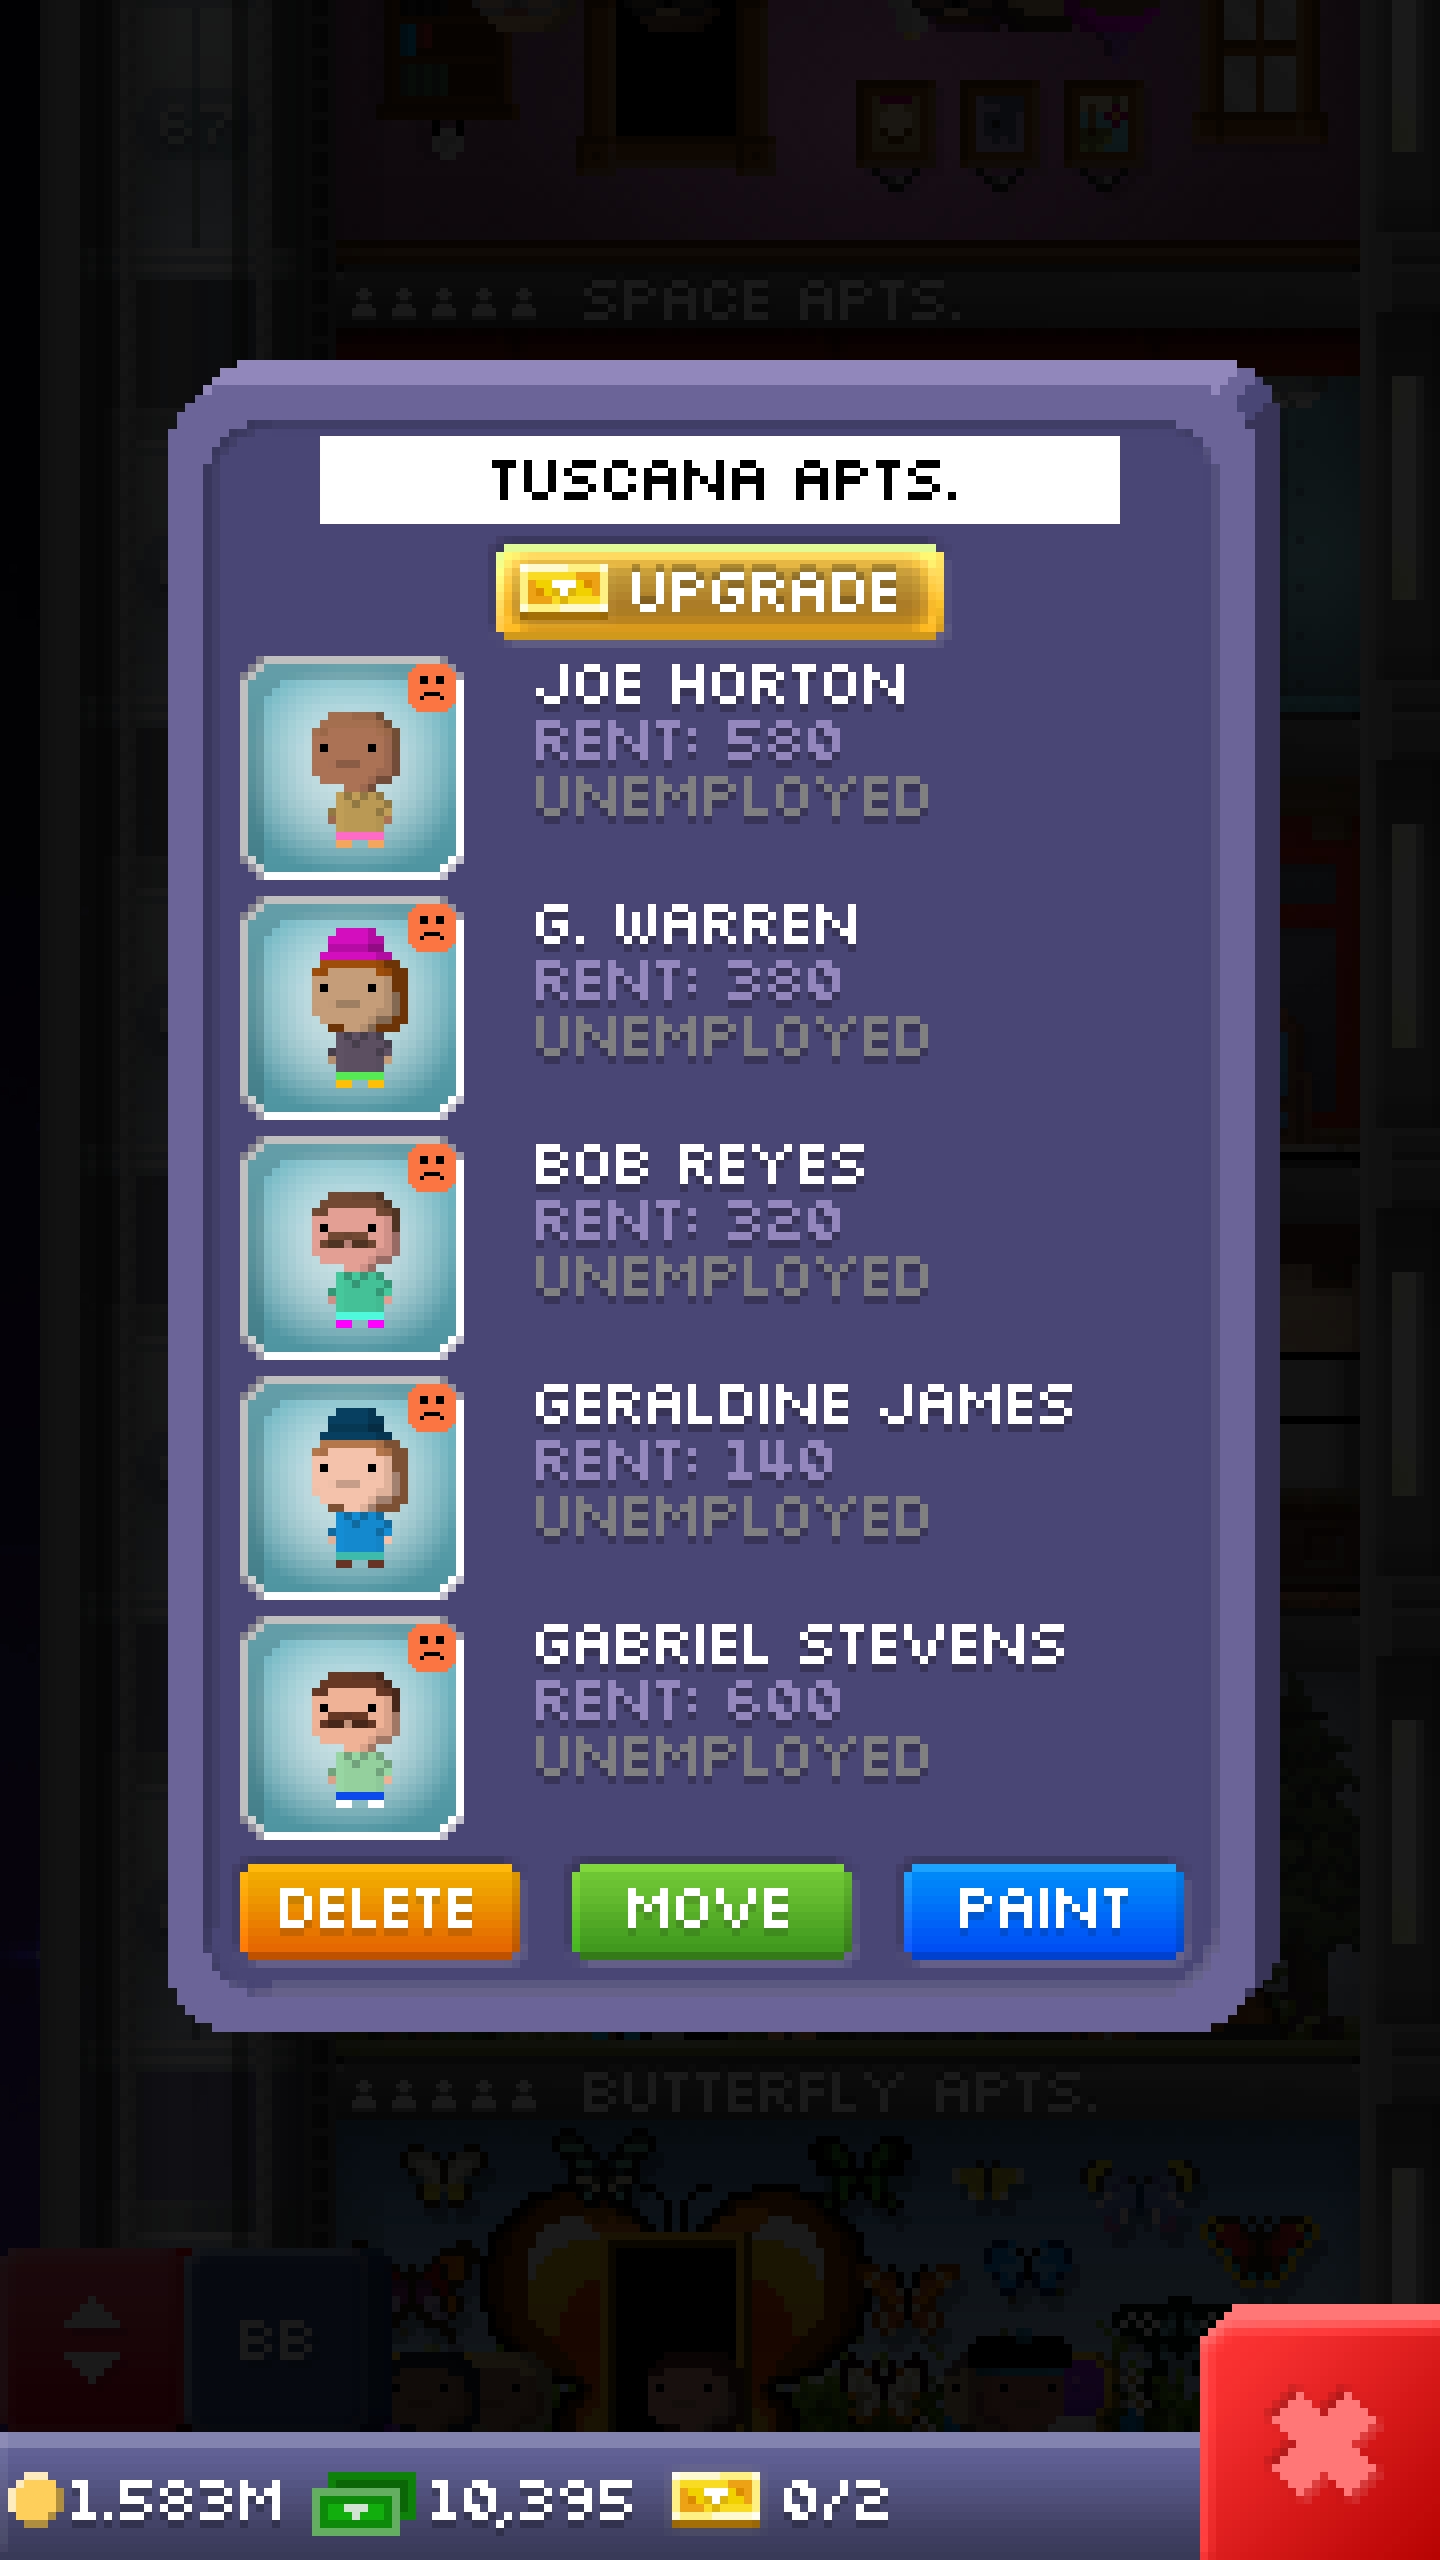 67
SPACE APTS.
TUSCANA APTS.
UPGRADE
JOE HORTON
RENT: 580
UNEMPLOYED
G. WARREN
RENT: 380
UNEMPLOYED
BOB REYES
RENT: 320
UNEMPLOYED
GERALDINE JAMES
RENT: 140
UNEMPLOYED
GABRIEL STEVENS
RENT: 600
UNEMPLOYED
DELETE MOVE PAINT
BUTTERFLY APTS.
BB
1.583M 10,395 0/2